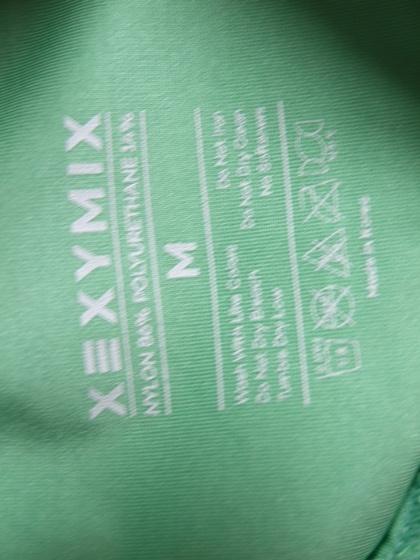 XEXYMIX
NYLON 86% POLYURETHANE 14%
M
Wash With Like Colors Do Not Iron
Do Not Dry Bleach Do Not Dry Clean
Tumble Dry Low No Softeners
Made In Korea